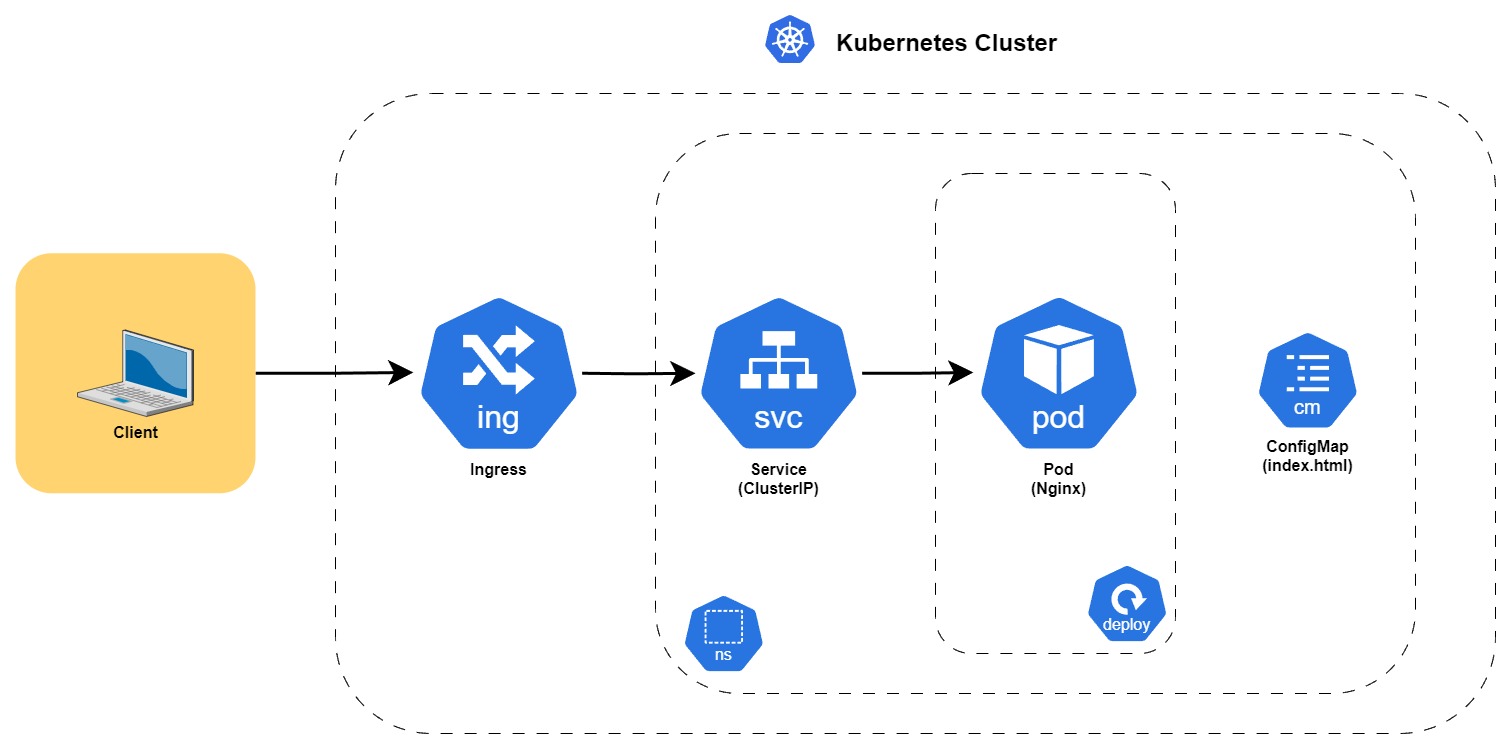 Kubernetes Cluster
Client
ing
Ingress
svc
Service
(ClusterIP)
pod
Pod
(Nginx)
cm
ConfigMap
(index.html)
ns
deploy